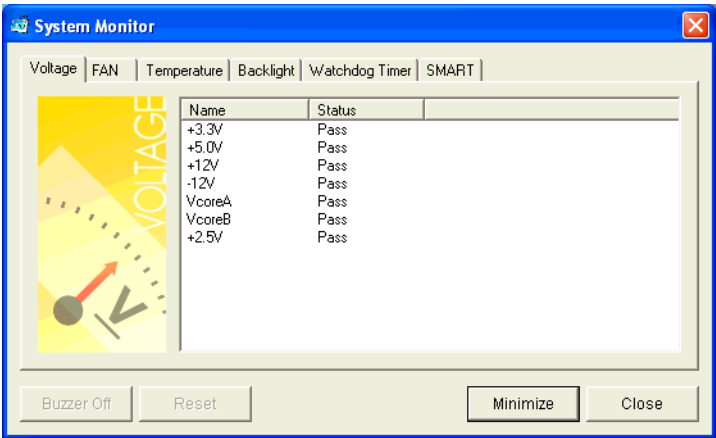 System Monitor
Voltage FAN Temperature Backlight Watchdog Timer SMART
VOLTAGE
V
Name Status
+3.3V Pass
+5.0V Pass
+12V Pass
-12V Pass
VcoreA Pass
VcoreB Pass
+2.5V Pass
Buzzer Off Reset Minimize Close